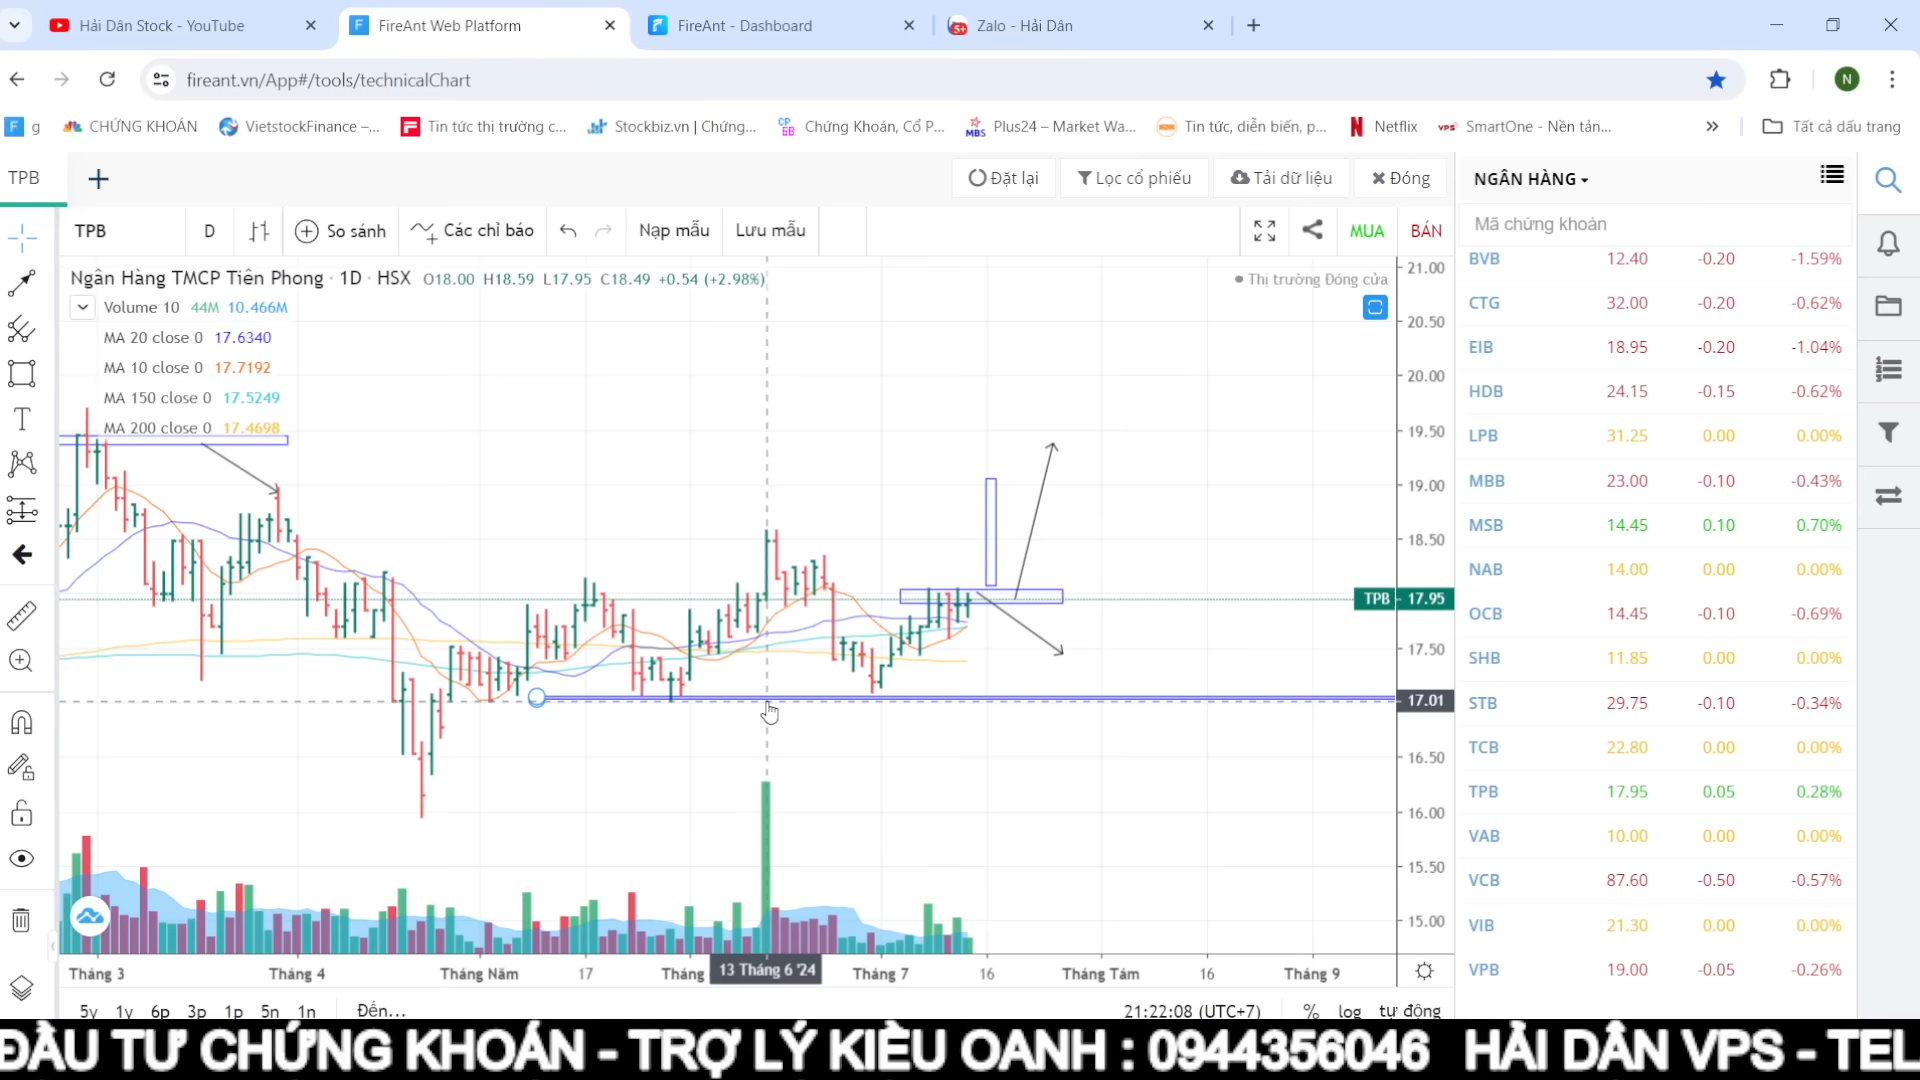 Hải Dân Stock - YouTube
FireAnt Web Platform
FireAnt - Dashboard
Zalo - Hải Dân
fireant.vn/App#/tools/technicalChart
N
g
CHỨNG KHOÁN
VietstockFinance –...
Tin tức thị trường c...
Stockbiz.vn | Chứng...
Chứng Khoán, Cổ P...
Plus24 – Market Wa...
Tin tức, diễn biến, p...
Netflix
SmartOne - Nền tản...
Tất cả dấu trang
TPB
Đặt lại
Lọc cổ phiếu
Tải dữ liệu
Đóng
NGÂN HÀNG
TPB
D
So sánh
Các chỉ báo
Nạp mẫu
Lưu mẫu
MUA
BÁN
Mã chứng khoán
Ngân Hàng TMCP Tiên Phong · 1D · HSX O18.00 H18.59 L17.95 C18.49 +0.54 (+2.98%)
Thị trường Đóng cửa
Volume 10 44M 10.466M
MA 20 close 0 17.6340
MA 10 close 0 17.7192
MA 150 close 0 17.5249
MA 200 close 0 17.4698
21.00
20.50
20.00
19.50
19.00
18.50
TPB 17.95
17.50
17.01
16.50
16.00
15.50
15.00
BVB 12.40 -0.20 -1.59%
CTG 32.00 -0.20 -0.62%
EIB 18.95 -0.20 -1.04%
HDB 24.15 -0.15 -0.62%
LPB 31.25 0.00 0.00%
MBB 23.00 -0.10 -0.43%
MSB 14.45 0.10 0.70%
NAB 14.00 0.00 0.00%
OCB 14.45 -0.10 -0.69%
SHB 11.85 0.00 0.00%
STB 29.75 -0.10 -0.34%
TCB 22.80 0.00 0.00%
TPB 17.95 0.05 0.28%
VAB 10.00 0.00 0.00%
VCB 87.60 -0.50 -0.57%
VIB 21.30 0.00 0.00%
VPB 19.00 -0.05 -0.26%
Tháng 3 Tháng 4 Tháng Năm 17 Tháng 13 Tháng 6 '24 Tháng 7 16 Tháng Tám 16 Tháng 9
5y 1y 6p 3p 1p 5n 1n Đến...
21:22:08 (UTC+7) % log tự động
ĐẦU TƯ CHỨNG KHOÁN - TRỢ LÝ KIỀU OANH : 0944356046 HẢI DÂN VPS - TEL